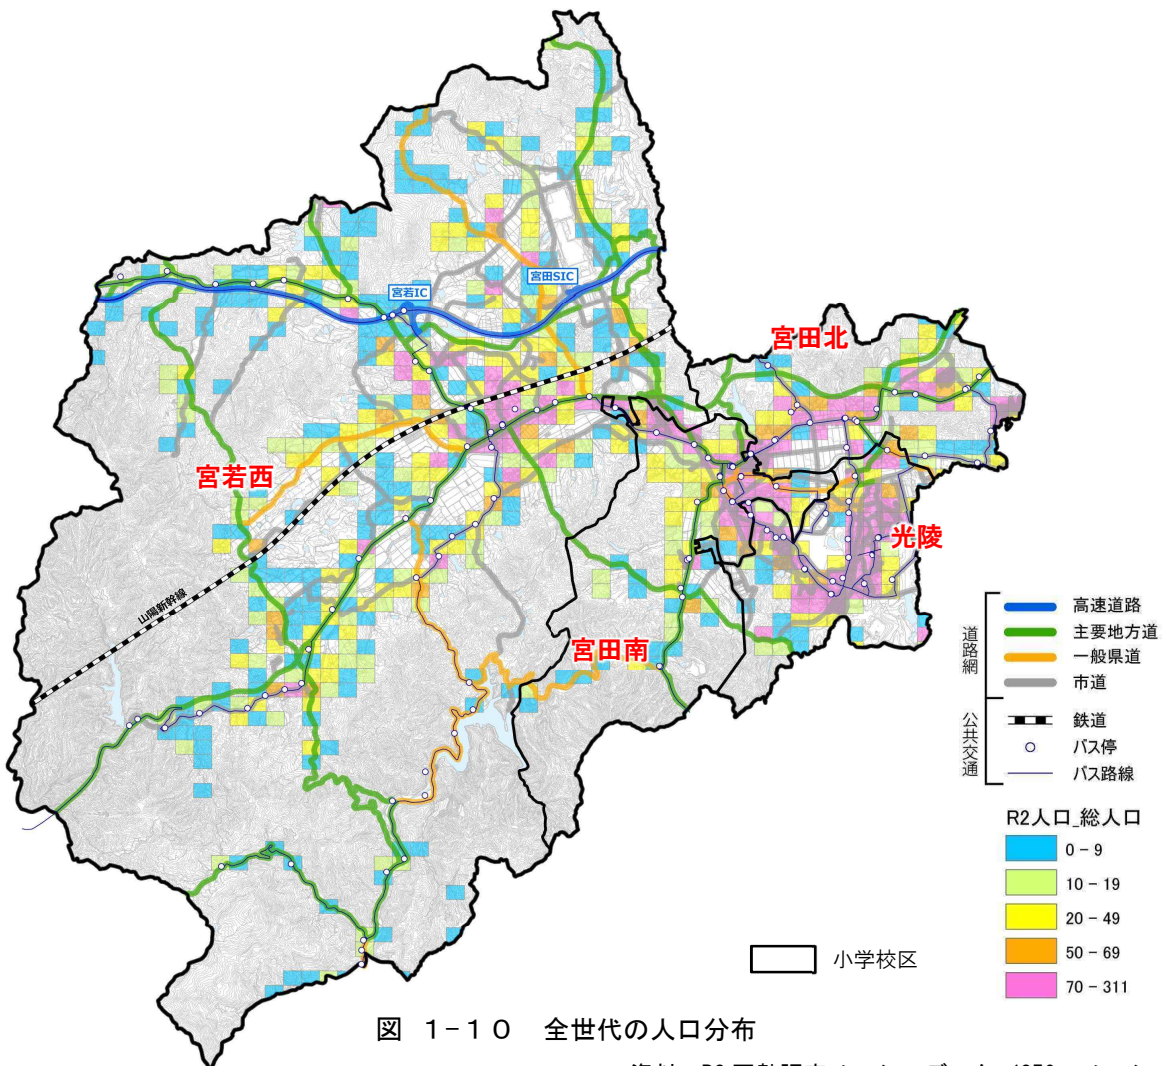 宮田SIC
宮若IC
宮田北
宮若西
光陵
山陽新幹線
宮田南
道路網
高速道路
主要地方道
一般県道
市道
公共交通
鉄道
バス停
バス路線
R2人口_総人口
0 - 9
10 - 19
20 - 49
50 - 69
70 - 311
小学校区
図 1-10 全世代の人口分布